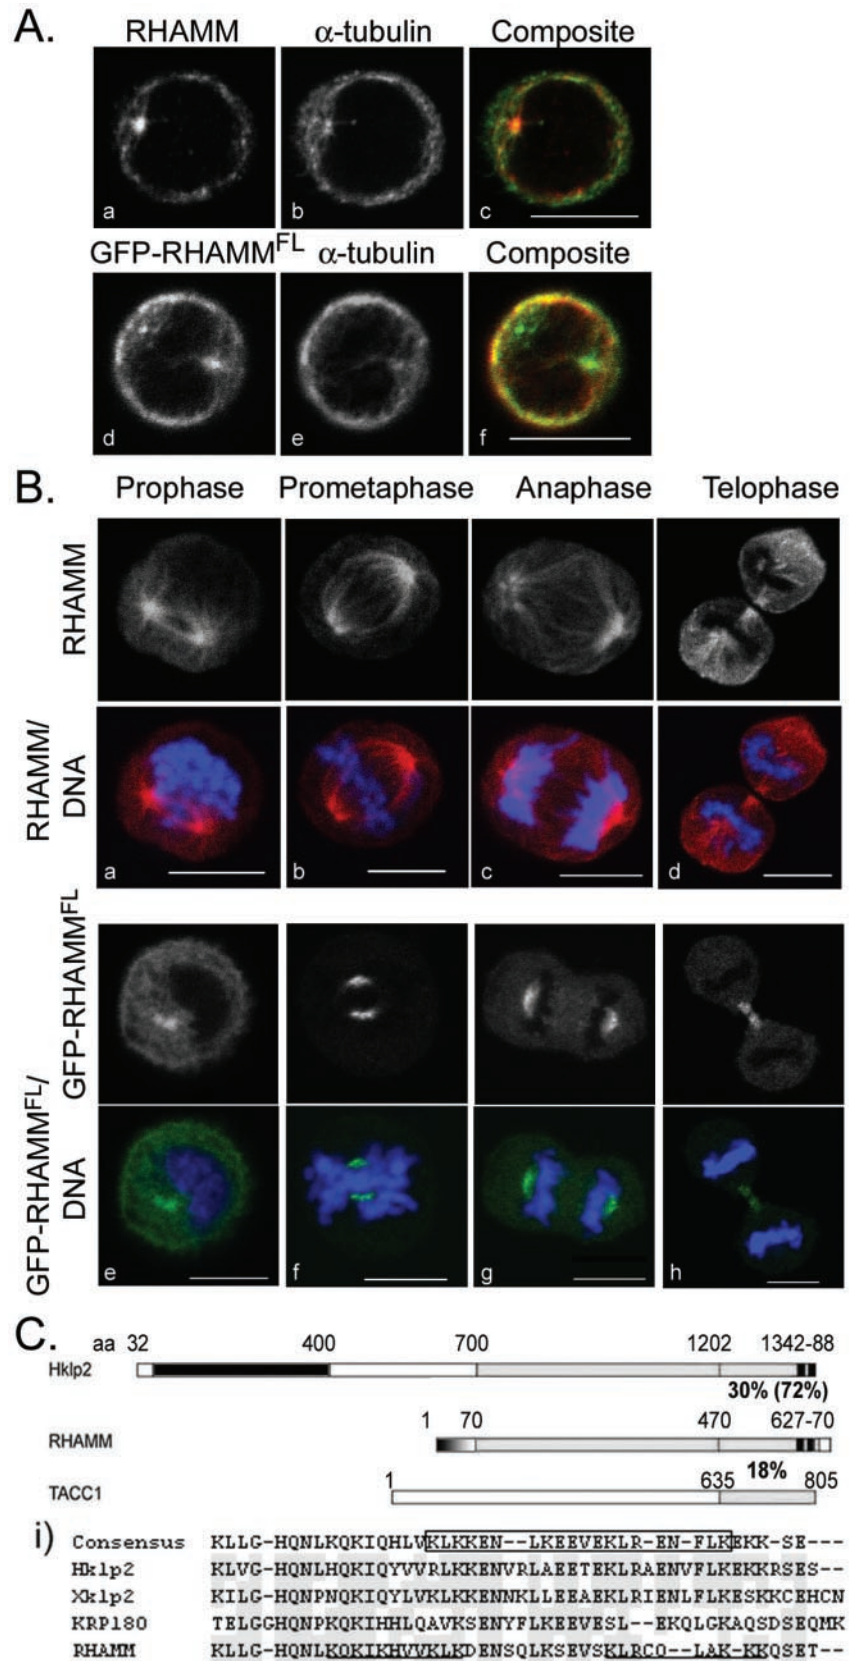 A.
RHAMM α-tubulin Composite
a b c
GFP-RHAMM^FL α-tubulin Composite
d e f
B.
Prophase Prometaphase Anaphase Telophase
RHAMM
RHAMM/
DNA
a b c d
GFP-RHAMM^FL
GFP-RHAMM^FL/
DNA
e f g h
C.
aa 32 400 700 1202 1342-88
Hklp2
30% (72%)
1 70 470 627-70
RHAMM
18%
1 635 805
TACC1
i)
Consensus KLLG-HQNLKQKIQHLVKLKKEN--LKEEVEKLR-EN-FLKEKK-SE---
Hklp2 KLVG-HQNLHQKIQYVVRLKKENVRLAEETEKLRAENVFLKEKKRSES--
Xklp2 KILG-HQNPNQKIQYLVKLKKENNKLLEEAEKLRIENLFLKESKKCEHCN
KRP180 TELGGHQNPKQKIHHLQAVKSENYFLKEEVESL--EKQLGKAQSDSEQMK
RHAMM KLLG-HQNLKQKIKHVVKLKDENSQLKSEVSKLRCQ--LAK-KKQSET--